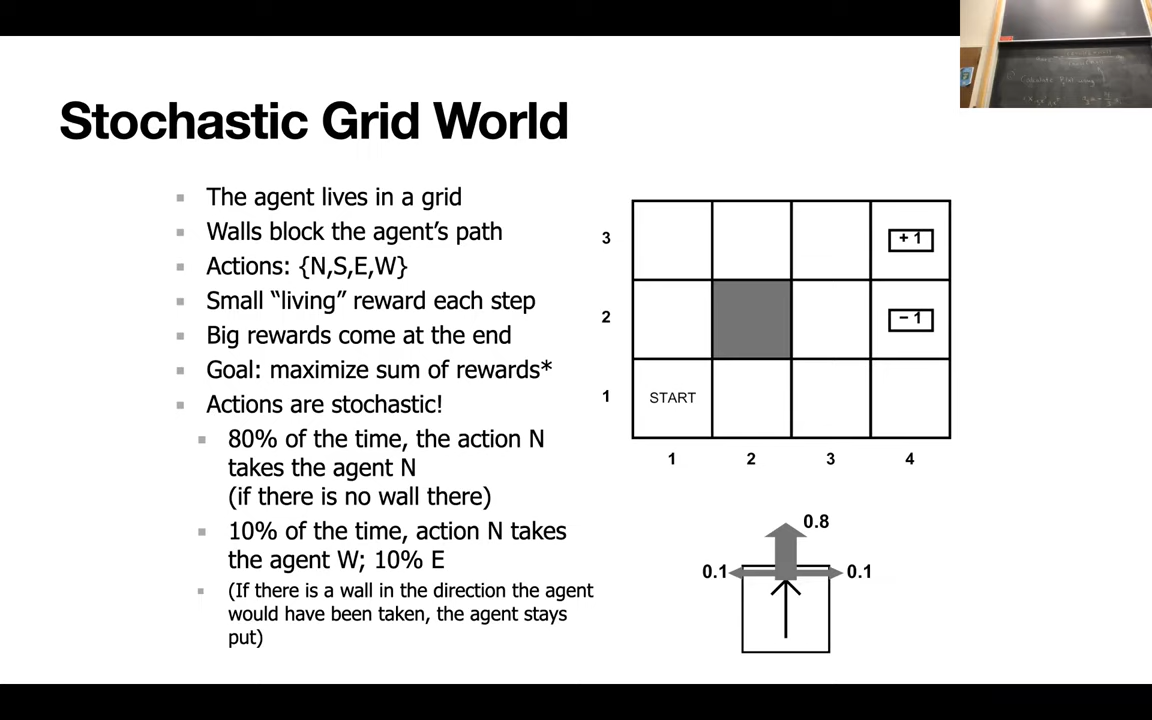 Stochastic Grid World
▪ The agent lives in a grid
▪ Walls block the agent’s path
▪ Actions: {N,S,E,W}
▪ Small “living” reward each step
▪ Big rewards come at the end
▪ Goal: maximize sum of rewards*
▪ Actions are stochastic!
▪ 80% of the time, the action N
takes the agent N
(if there is no wall there)
▪ 10% of the time, action N takes
the agent W; 10% E
▪ (If there is a wall in the direction the agent
would have been taken, the agent stays
put)
3
+ 1
2
– 1
1
START
1 2 3 4
0.8
0.1 0.1